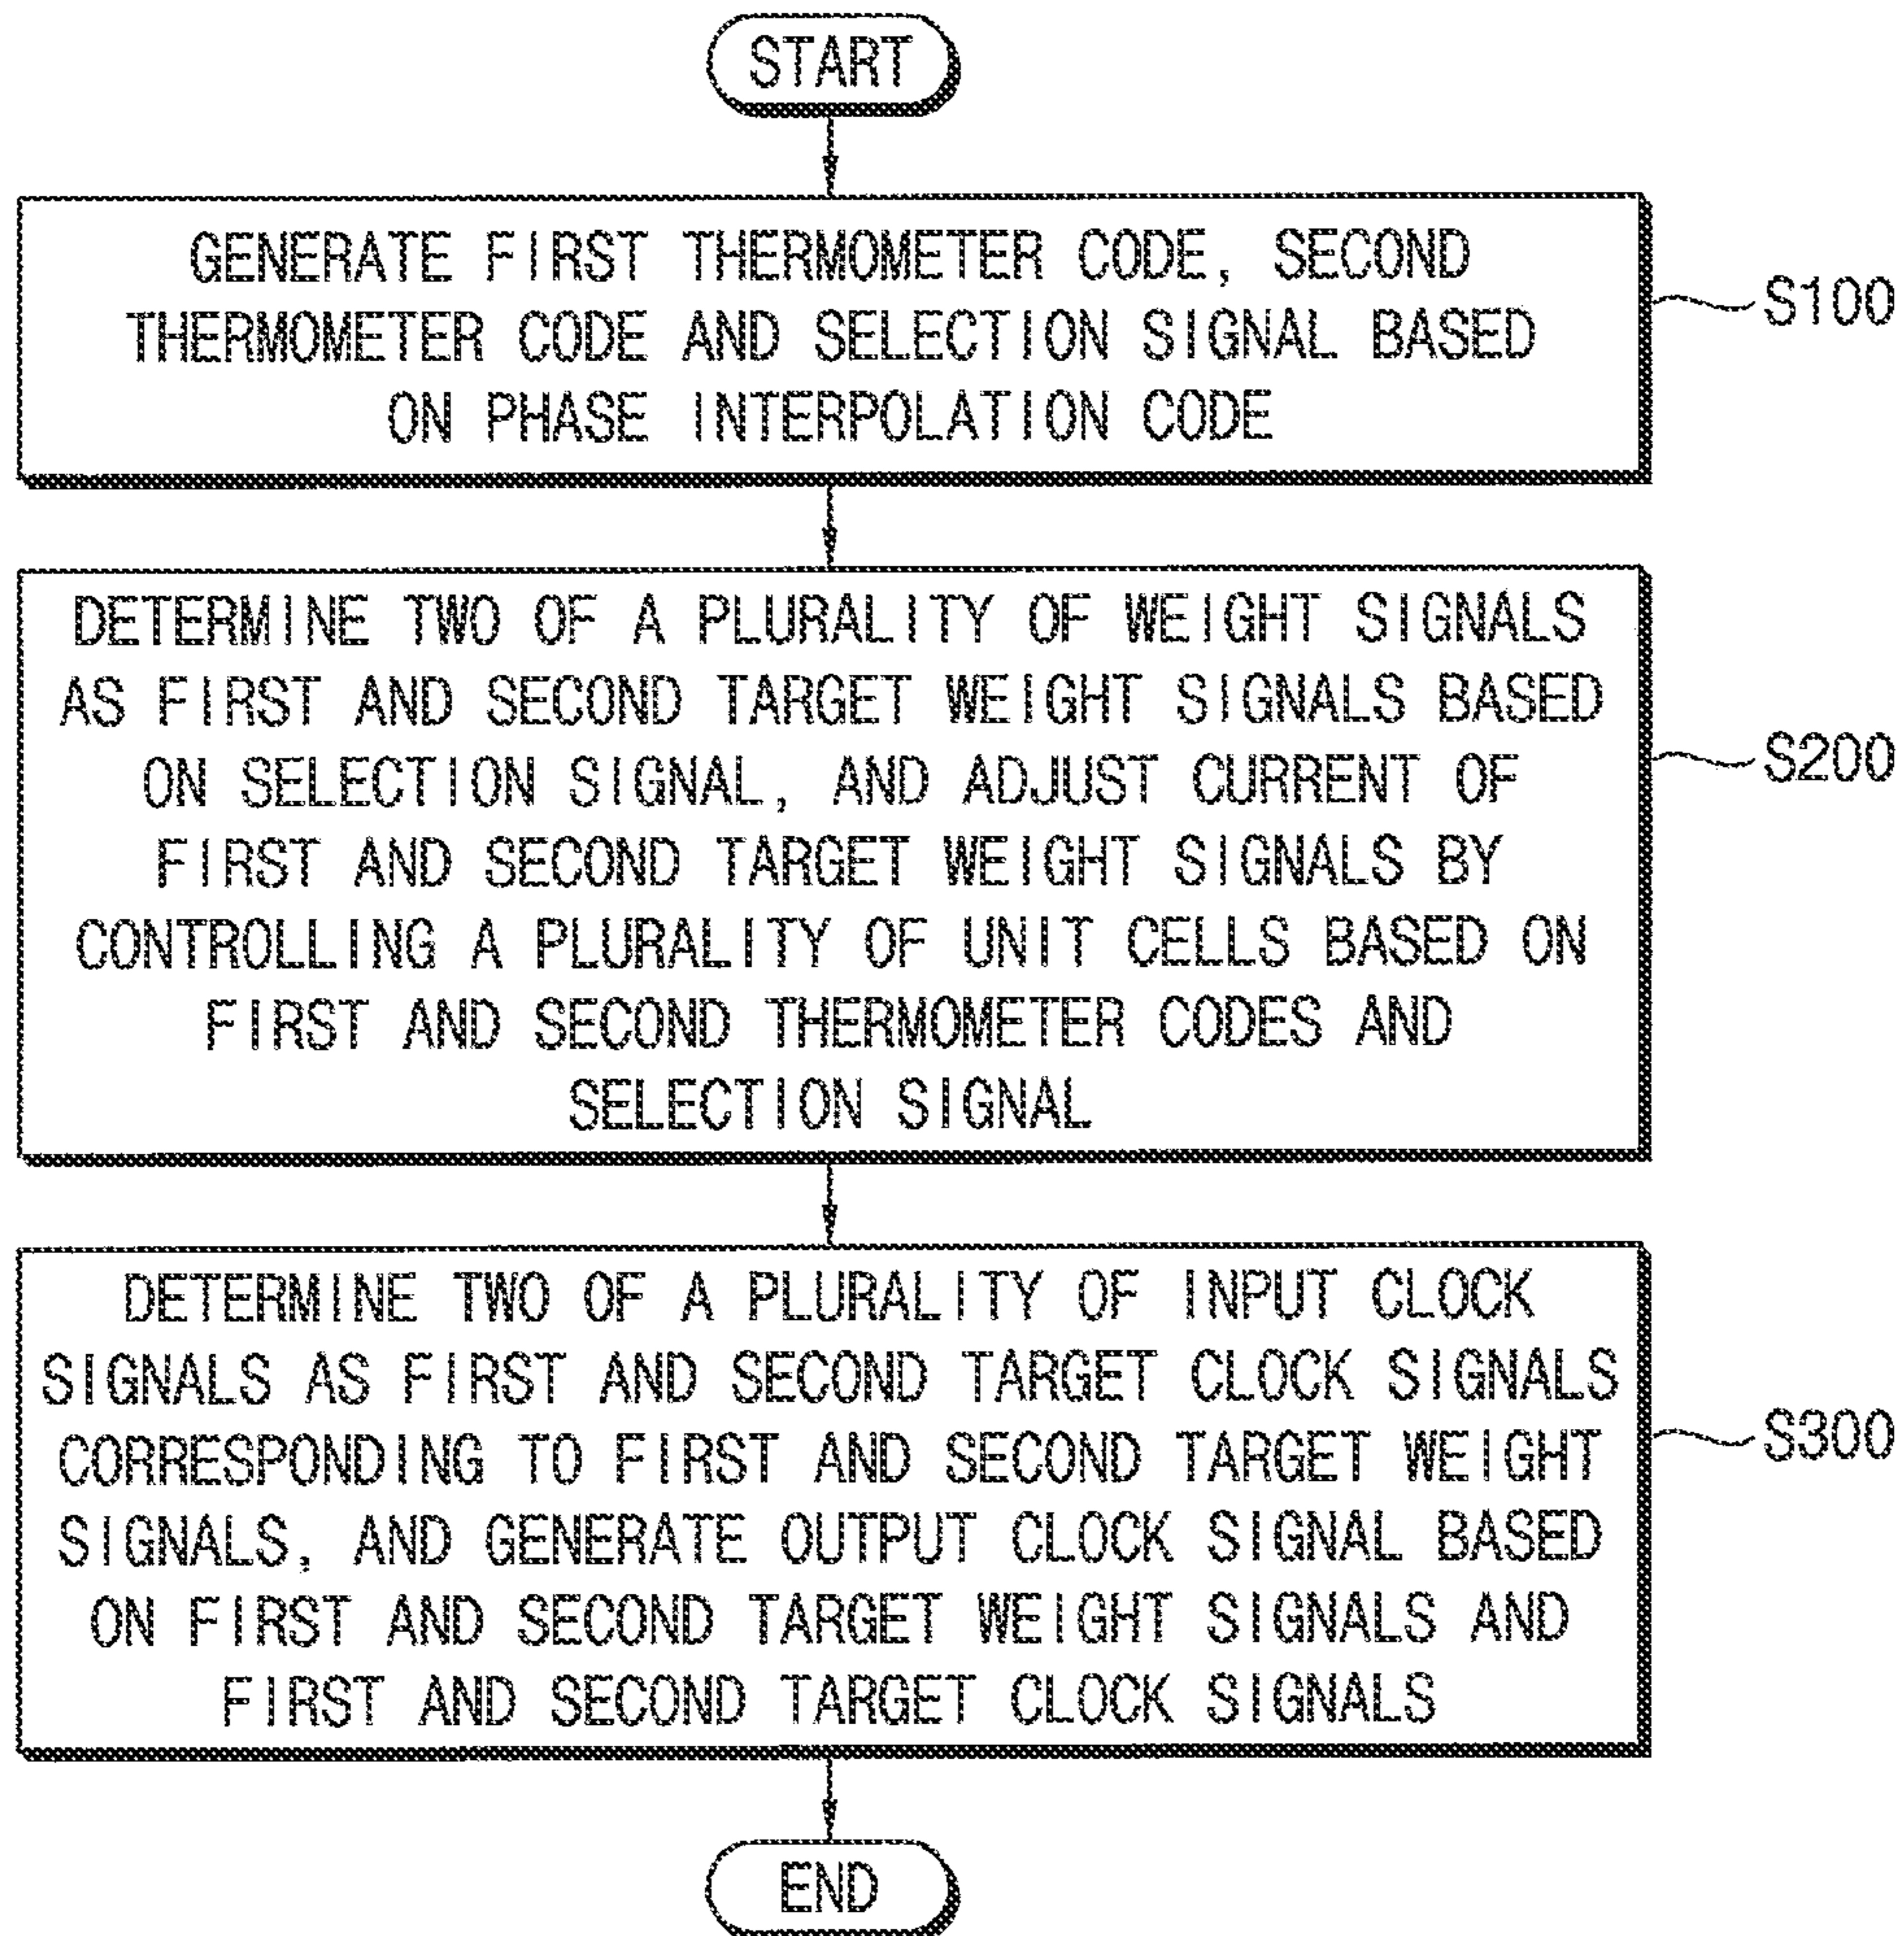 START
GENERATE FIRST THERMOMETER CODE, SECOND
THERMOMETER CODE AND SELECTION SIGNAL BASED
ON PHASE INTERPOLATION CODE
S100
DETERMINE TWO OF A PLURALITY OF WEIGHT SIGNALS
AS FIRST AND SECOND TARGET WEIGHT SIGNALS BASED
ON SELECTION SIGNAL, AND ADJUST CURRENT OF
FIRST AND SECOND TARGET WEIGHT SIGNALS BY
CONTROLLING A PLURALITY OF UNIT CELLS BASED ON
FIRST AND SECOND THERMOMETER CODES AND
SELECTION SIGNAL
S200
DETERMINE TWO OF A PLURALITY OF INPUT CLOCK
SIGNALS AS FIRST AND SECOND TARGET CLOCK SIGNALS
CORRESPONDING TO FIRST AND SECOND TARGET WEIGHT
SIGNALS, AND GENERATE OUTPUT CLOCK SIGNAL BASED
ON FIRST AND SECOND TARGET WEIGHT SIGNALS AND
FIRST AND SECOND TARGET CLOCK SIGNALS
S300
END